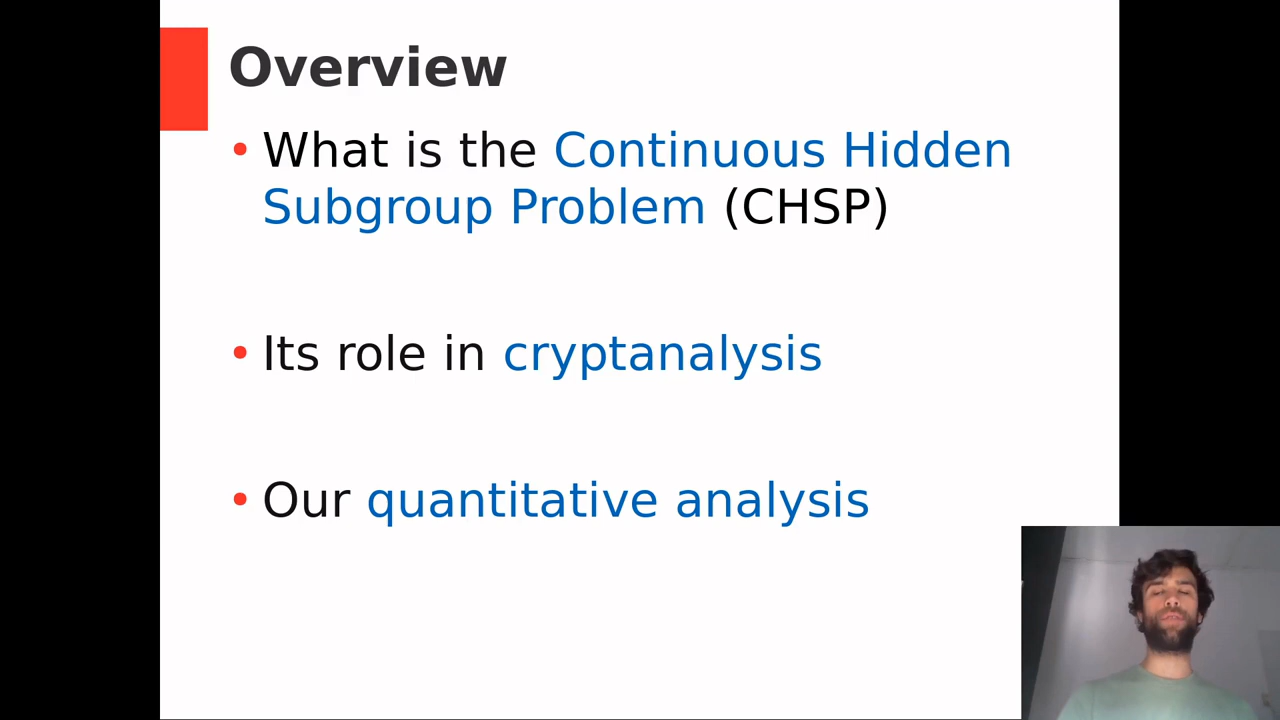 Overview
• What is the Continuous Hidden
Subgroup Problem (CHSP)
• Its role in cryptanalysis
• Our quantitative analysis